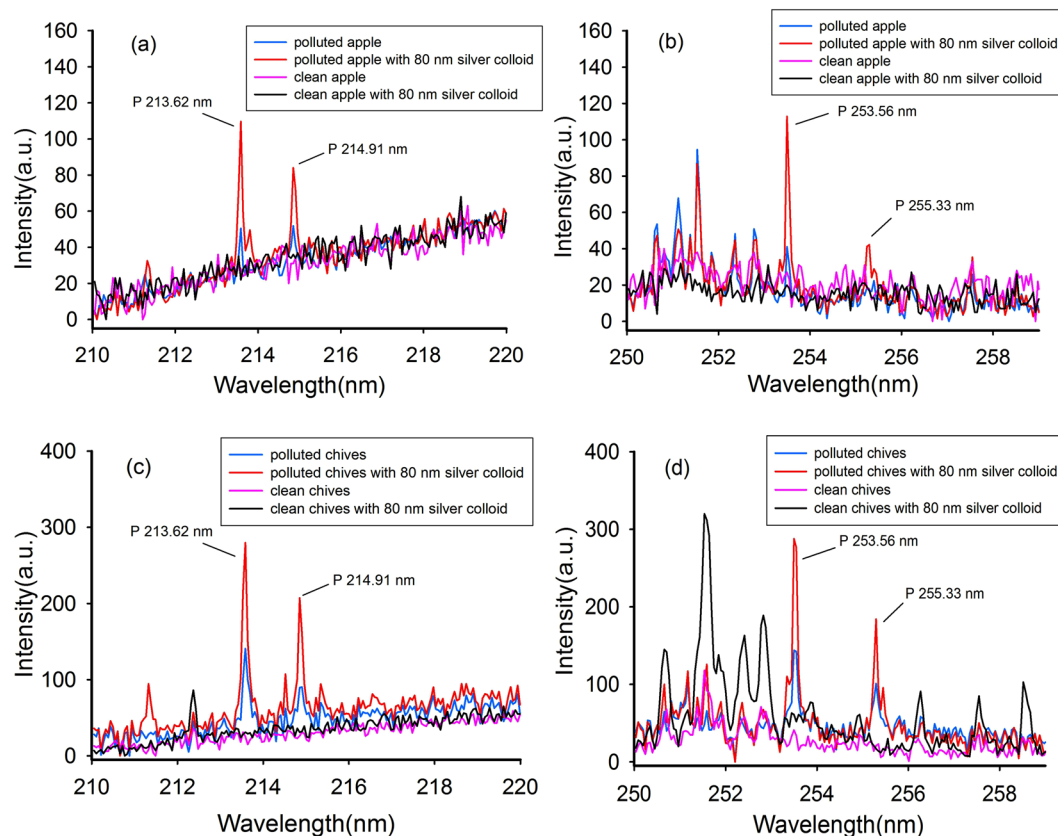 (a)
polluted apple
polluted apple with 80 nm silver colloid
clean apple
clean apple with 80 nm silver colloid
P 213.62 nm
P 214.91 nm
Intensity(a.u.)
160
140
120
100
80
60
40
20
0
210 212 214 216 218 220
Wavelength(nm)
(b)
polluted apple
polluted apple with 80 nm silver colloid
clean apple
clean apple with 80 nm silver colloid
P 253.56 nm
P 255.33 nm
Intensity(a.u.)
160
140
120
100
80
60
40
20
0
250 252 254 256 258
Wavelength(nm)
(c)
polluted chives
polluted chives with 80 nm silver colloid
clean chives
clean chives with 80 nm silver colloid
P 213.62 nm
P 214.91 nm
Intensity(a.u.)
400
300
200
100
0
210 212 214 216 218 220
Wavelength(nm)
(d)
polluted chives
polluted chives with 80 nm silver colloid
clean chives
clean chives with 80 nm silver colloid
P 253.56 nm
P 255.33 nm
Intensity(a.u.)
400
300
200
100
0
250 252 254 256 258
Wavelength(nm)